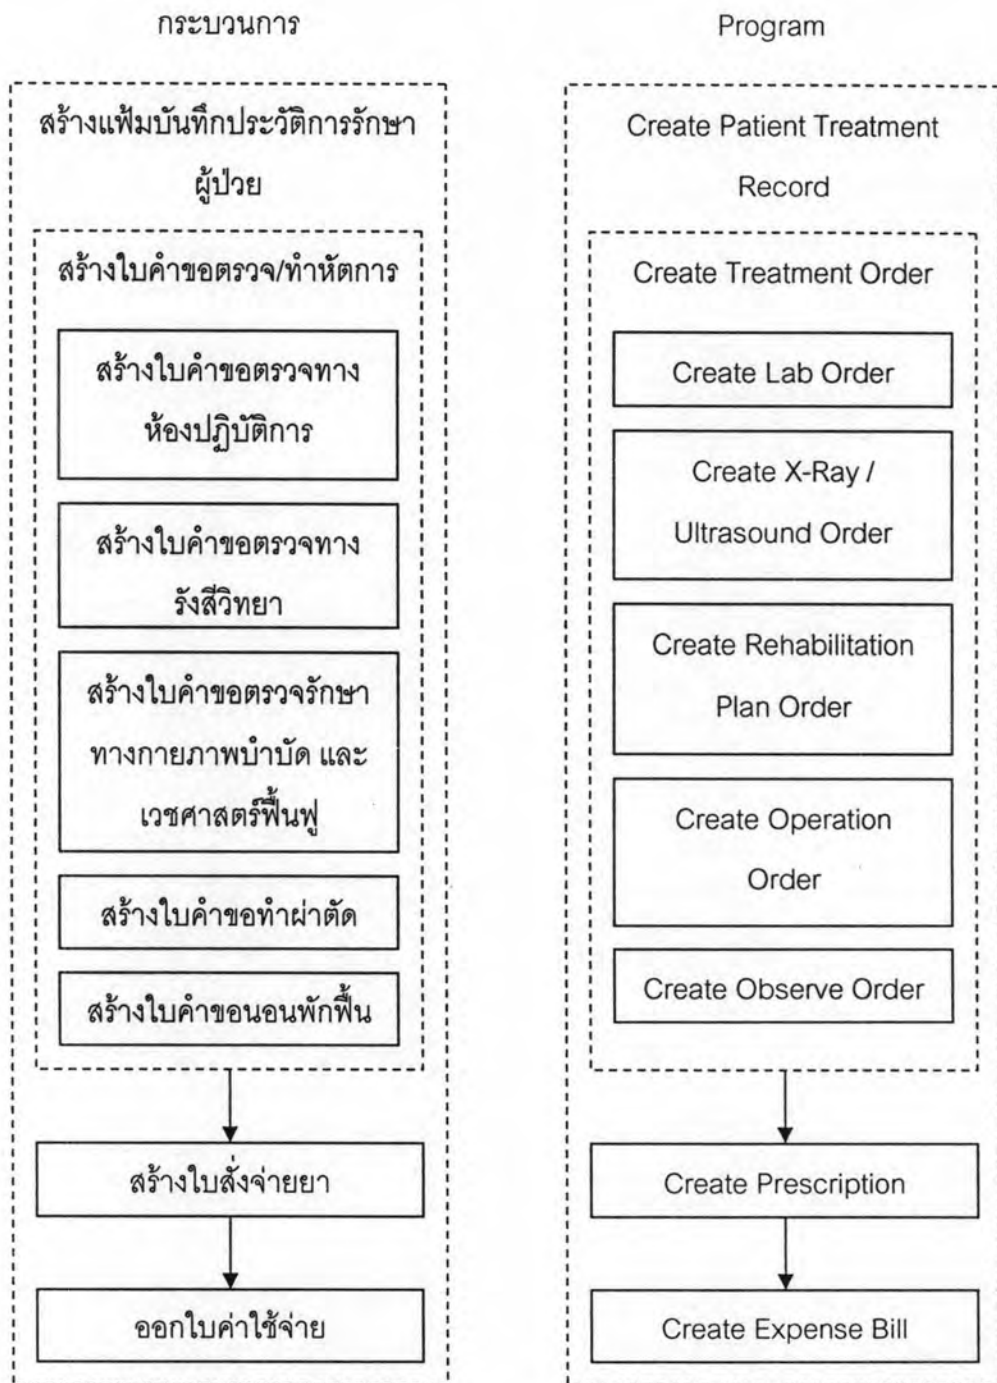 กระบวนการ
สร้างแฟ้มบันทึกประวัติการรักษา
ผู้ป่วย
สร้างใบคำขอตรวจ/ทำหัตการ
สร้างใบคำขอตรวจทาง
ห้องปฏิบัติการ
สร้างใบคำขอตรวจทาง
รังสีวิทยา
สร้างใบคำขอตรวจรักษา
ทางกายภาพบำบัด และ
เวชศาสตร์ฟื้นฟู
สร้างใบคำขอทำผ่าตัด
สร้างใบคำขอนอนพักฟื้น
สร้างใบสั่งจ่ายยา
ออกใบค่าใช้จ่าย
Program
Create Patient Treatment
Record
Create Treatment Order
Create Lab Order
Create X-Ray /
Ultrasound Order
Create Rehabilitation
Plan Order
Create Operation
Order
Create Observe Order
Create Prescription
Create Expense Bill